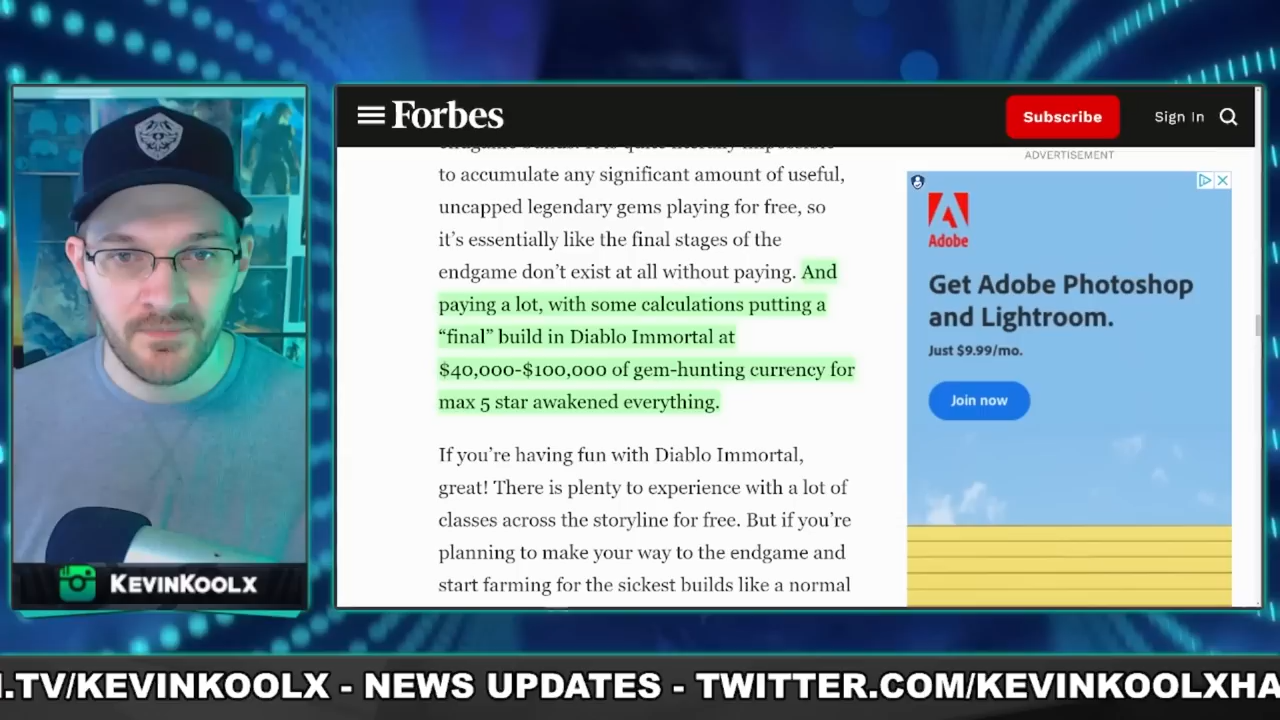 Forbes
Subscribe
Sign In
to accumulate any significant amount of useful,
uncapped legendary gems playing for free, so
it's essentially like the final stages of the
endgame don't exist at all without paying. And
paying a lot, with some calculations putting a
“final” build in Diablo Immortal at
$40,000-$100,000 of gem-hunting currency for
max 5 star awakened everything.
If you're having fun with Diablo Immortal,
great! There is plenty to experience with a lot of
classes across the storyline for free. But if you're
planning to make your way to the endgame and
start farming for the sickest builds like a normal
ADVERTISEMENT
Adobe
Get Adobe Photoshop
and Lightroom.
Just $9.99/mo.
Join now
KEVINKOOLX
.TV/KEVINKOOLX - NEWS UPDATES - TWITTER.COM/KEVINKOOLXHA